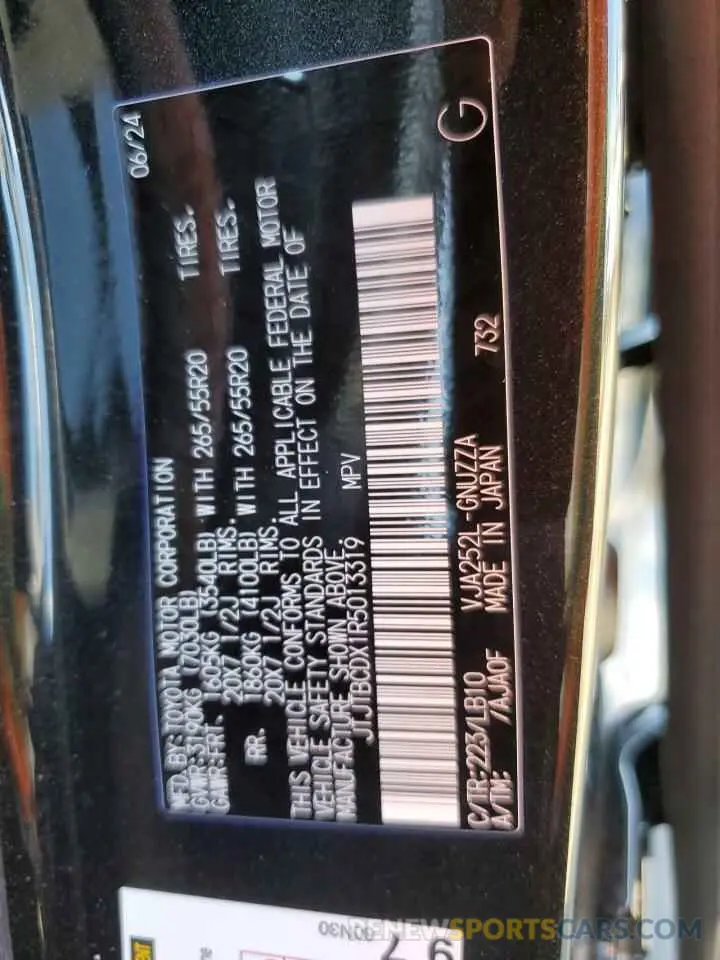 MFD. BY: TOYOTA MOTOR CORPORATION 06/24
GVWR: 3190KG (7030LB)
GAWR: FRT. 1605KG (3540LB) WITH 265/55R20 TIRES.
20X7 1/2J RIMS.
RR. 1860KG (4100LB) WITH 265/55R20 TIRES.
20X7 1/2J RIMS.
THIS VEHICLE CONFORMS TO ALL APPLICABLE FEDERAL MOTOR
VEHICLE SAFETY STANDARDS IN EFFECT ON THE DATE OF
MANUFACTURE SHOWN ABOVE.
JTJTBCDX1R5013319 MPV
C/TR: 223/LB10 VJA252L-GNUZZA
A/TM: /AJA0F MADE IN JAPAN 732
G
RENEWSPORTSCARS.COM